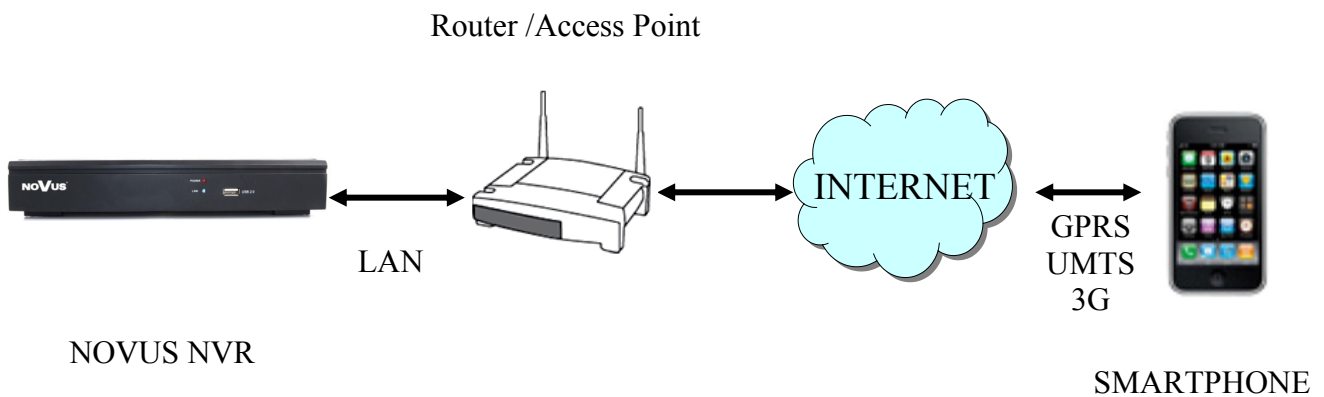 Router /Access Point
NOVUS
INTERNET
LAN
GPRS
UMTS
3G
NOVUS NVR
SMARTPHONE